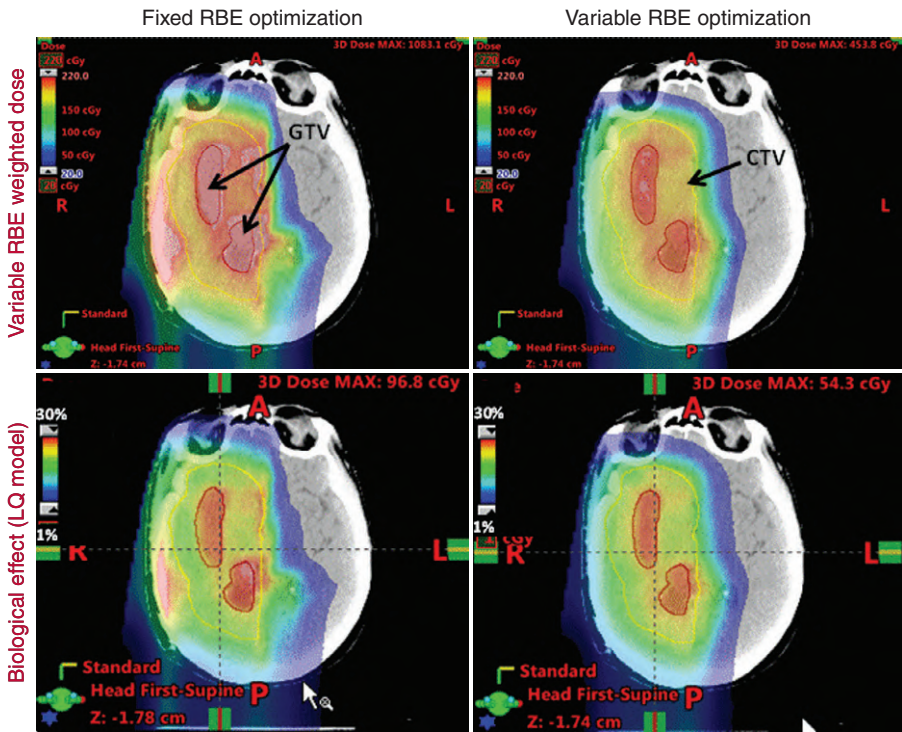 Fixed RBE optimization
Variable RBE optimization
Variable RBE weighted dose
Dose
220 cGy
220.0
150 cGy
100 cGy
50 cGy
20.0
20 cGy
3D Dose MAX: 1083.1 cGy
A
GTV
R
L
Standard
Head First-Supine
P
Z: -1.74 cm
Dose
220 cGy
220.0
150 cGy
100 cGy
50 cGy
20.0
20 cGy
3D Dose MAX: 453.8 cGy
A
CTV
R
L
Standard
Head First-Supine
P
Z: -1.74 cm
Biological effect (LQ model)
3D Dose MAX: 96.8 cGy
30%
A
1%
R
L
Standard
Head First-Supine
P
Z: -1.78 cm
3D Dose MAX: 54.3 cGy
30%
A
1%
cGy
R
L
Standard
Head First-Supine
P
Z: -1.74 cm